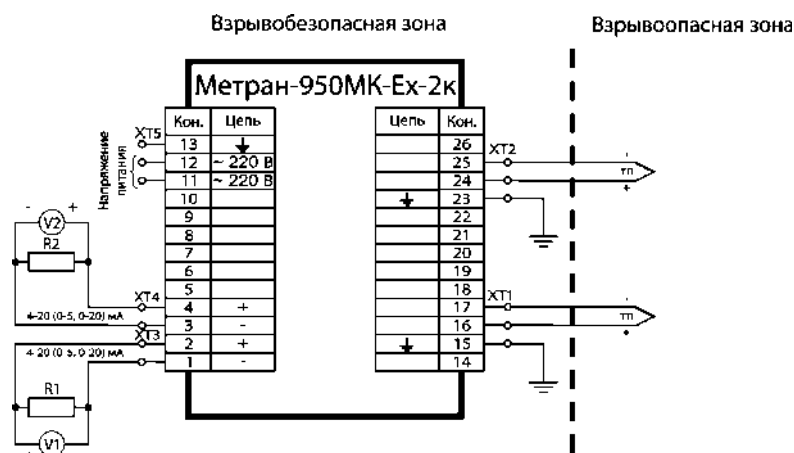 Взрывобезопасная зона
Взрывоопасная зона
Метран-950МК-Ех-2к
Кон. Цепь
Цепь Кон.
XT5
13
12 ~ 220 В
11 ~ 220 В
10
9
8
7
6
5
4 +
3 -
2 +
1 -
Напряжение
питания
- V2 +
R2
XT4
4-20 (0-5, 0-20) мА
XT3
4-20 (0-5, 0-20) мА
R1
V1
+
26
25
24
23
22
21
20
19
18
17
16
15
14
XT2
-
ТП
+
XT1
-
ТП
+